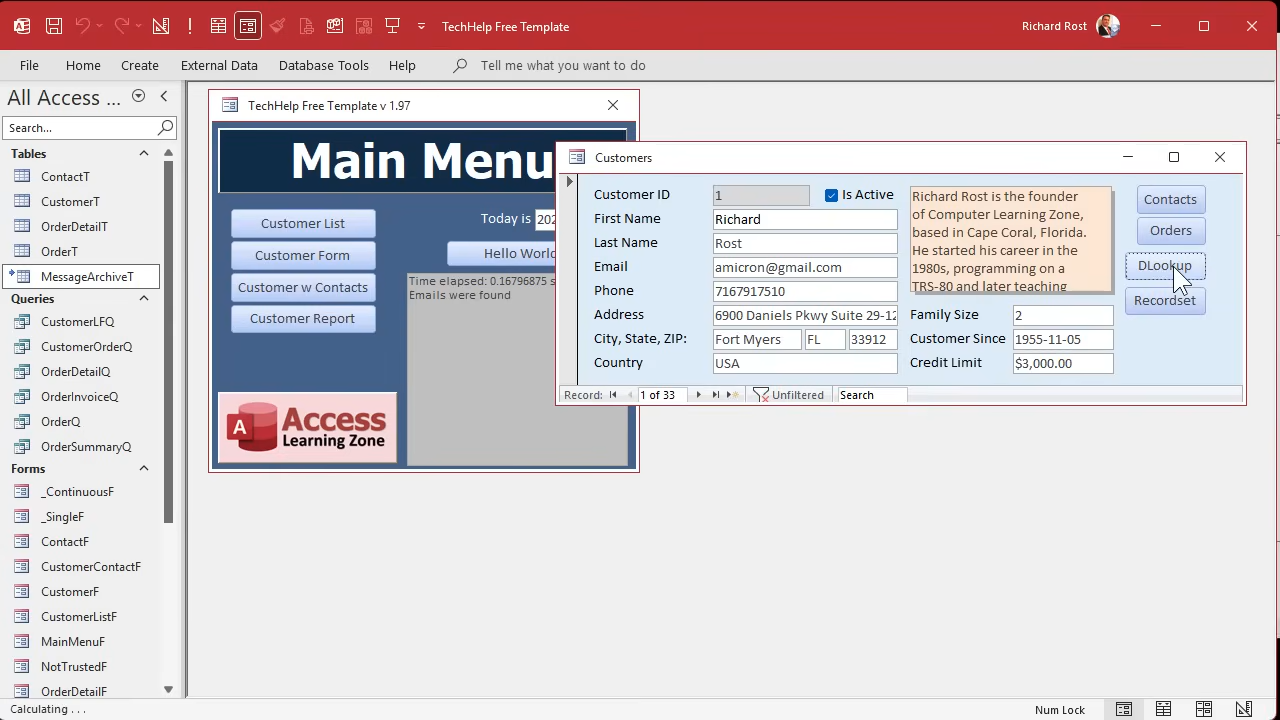 TechHelp Free Template
Richard Rost
File
Home
Create
External Data
Database Tools
Help
Tell me what you want to do
All Access ...
Search...
Tables
ContactT
CustomerT
OrderDetailT
OrderT
MessageArchiveT
Queries
CustomerLFQ
CustomerOrderQ
OrderDetailQ
OrderInvoiceQ
OrderQ
OrderSummaryQ
Forms
_ContinuousF
_SingleF
ContactF
CustomerContactF
CustomerF
CustomerListF
MainMenuF
NotTrustedF
OrderDetailF
TechHelp Free Template v 1.97
Main Menu
Customer List
Customer Form
Customer w Contacts
Customer Report
Today is 202
Hello World
Time elapsed: 0.16796875 s
Emails were found
A Access
Learning Zone
Customers
Customer ID 1
Is Active
First Name Richard
Last Name Rost
Email amicron@gmail.com
Phone 7167917510
Address 6900 Daniels Pkwy Suite 29-12
City, State, ZIP: Fort Myers FL 33912
Country USA
Richard Rost is the founder
of Computer Learning Zone,
based in Cape Coral, Florida.
He started his career in the
1980s, programming on a
TRS-80 and later teaching
Family Size 2
Customer Since 1955-11-05
Credit Limit $3,000.00
Contacts
Orders
DLookup
Recordset
Record: 1 of 33 Unfiltered Search
Calculating . . .
Num Lock